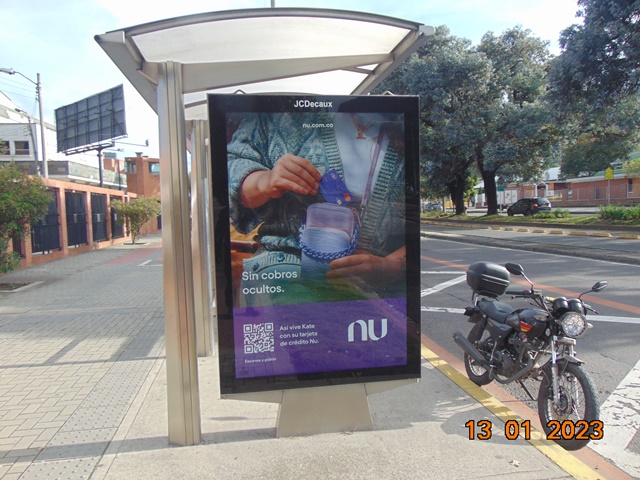 JCDecaux
nu.com.co
Sin cobros
ocultos.
Así vive Kate
con su tarjeta
de crédito Nu.
nu
13 01 2023